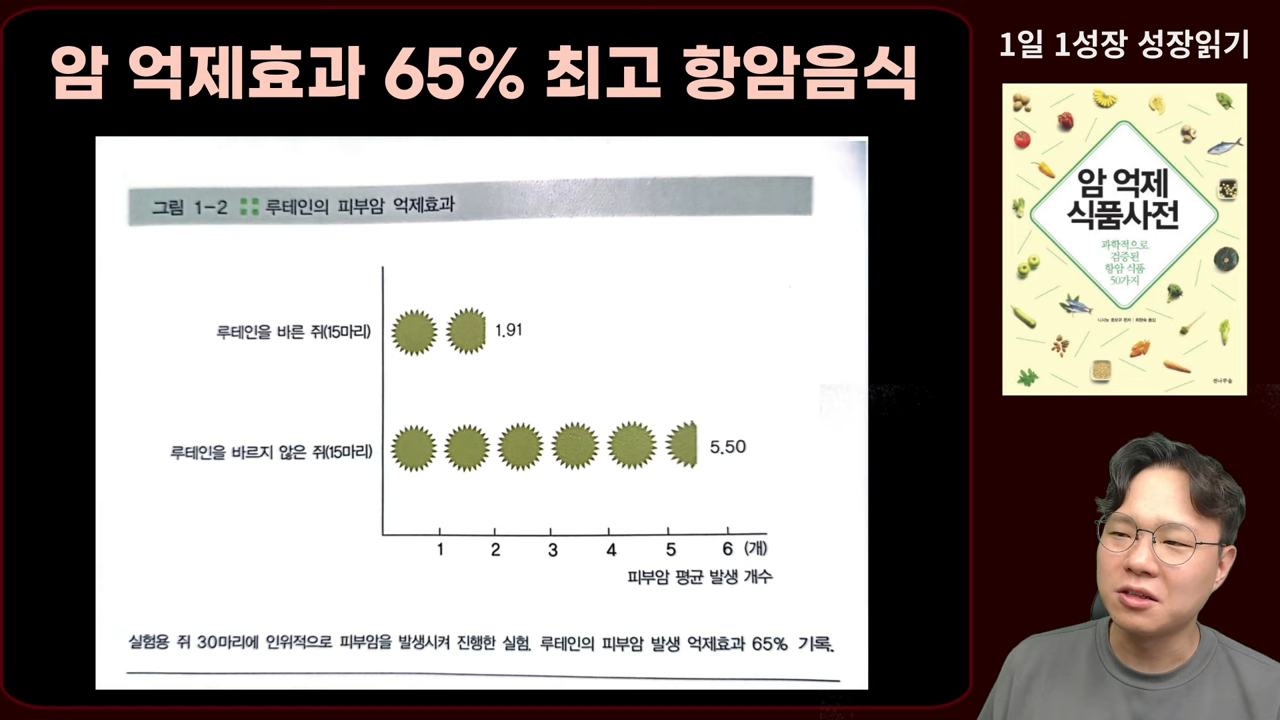 암 억제효과 65% 최고 항암음식
1일 1성장 성장읽기
그림 1-2 루테인의 피부암 억제효과
루테인을 바른 쥐(15마리)
1.91
루테인을 바르지 않은 쥐(15마리)
5.50
1 2 3 4 5 6 (개)
피부암 평균 발생 개수
실험용 쥐 30마리에 인위적으로 피부암을 발생시켜 진행한 실험. 루테인의 피부암 발생 억제효과 65% 기록.
암 억제
식품사전
과학적으로
검증된
항암 식품
50가지
전나무숲